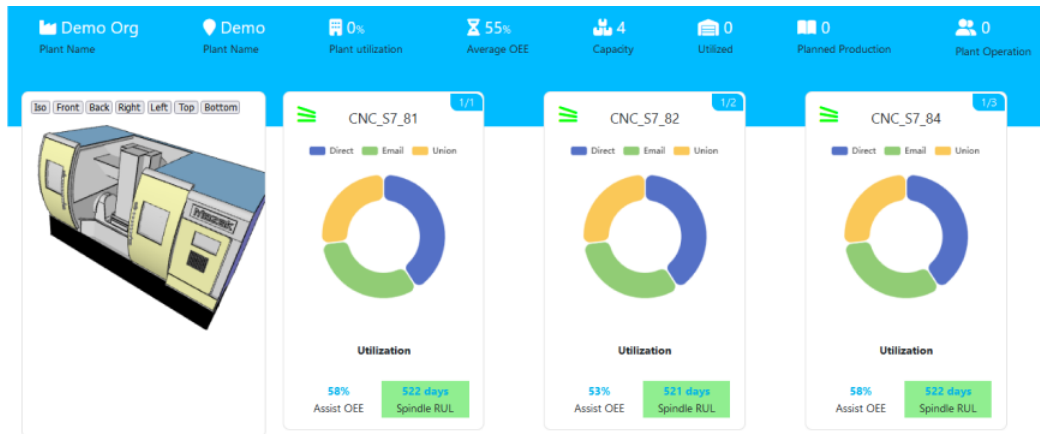 Demo Org
Plant Name
Demo
Plant Name
0%
Plant utilization
55%
Average OEE
4
Capacity
0
Utilized
0
Planned Production
0
Plant Operation
Iso Front Back Right Left Top Bottom
1/1
CNC_S7_81
Direct Email Union
Utilization
58%
Assist OEE
522 days
Spindle RUL
1/2
CNC_S7_82
Direct Email Union
Utilization
53%
Assist OEE
521 days
Spindle RUL
1/3
CNC_S7_84
Direct Email Union
Utilization
58%
Assist OEE
522 days
Spindle RUL